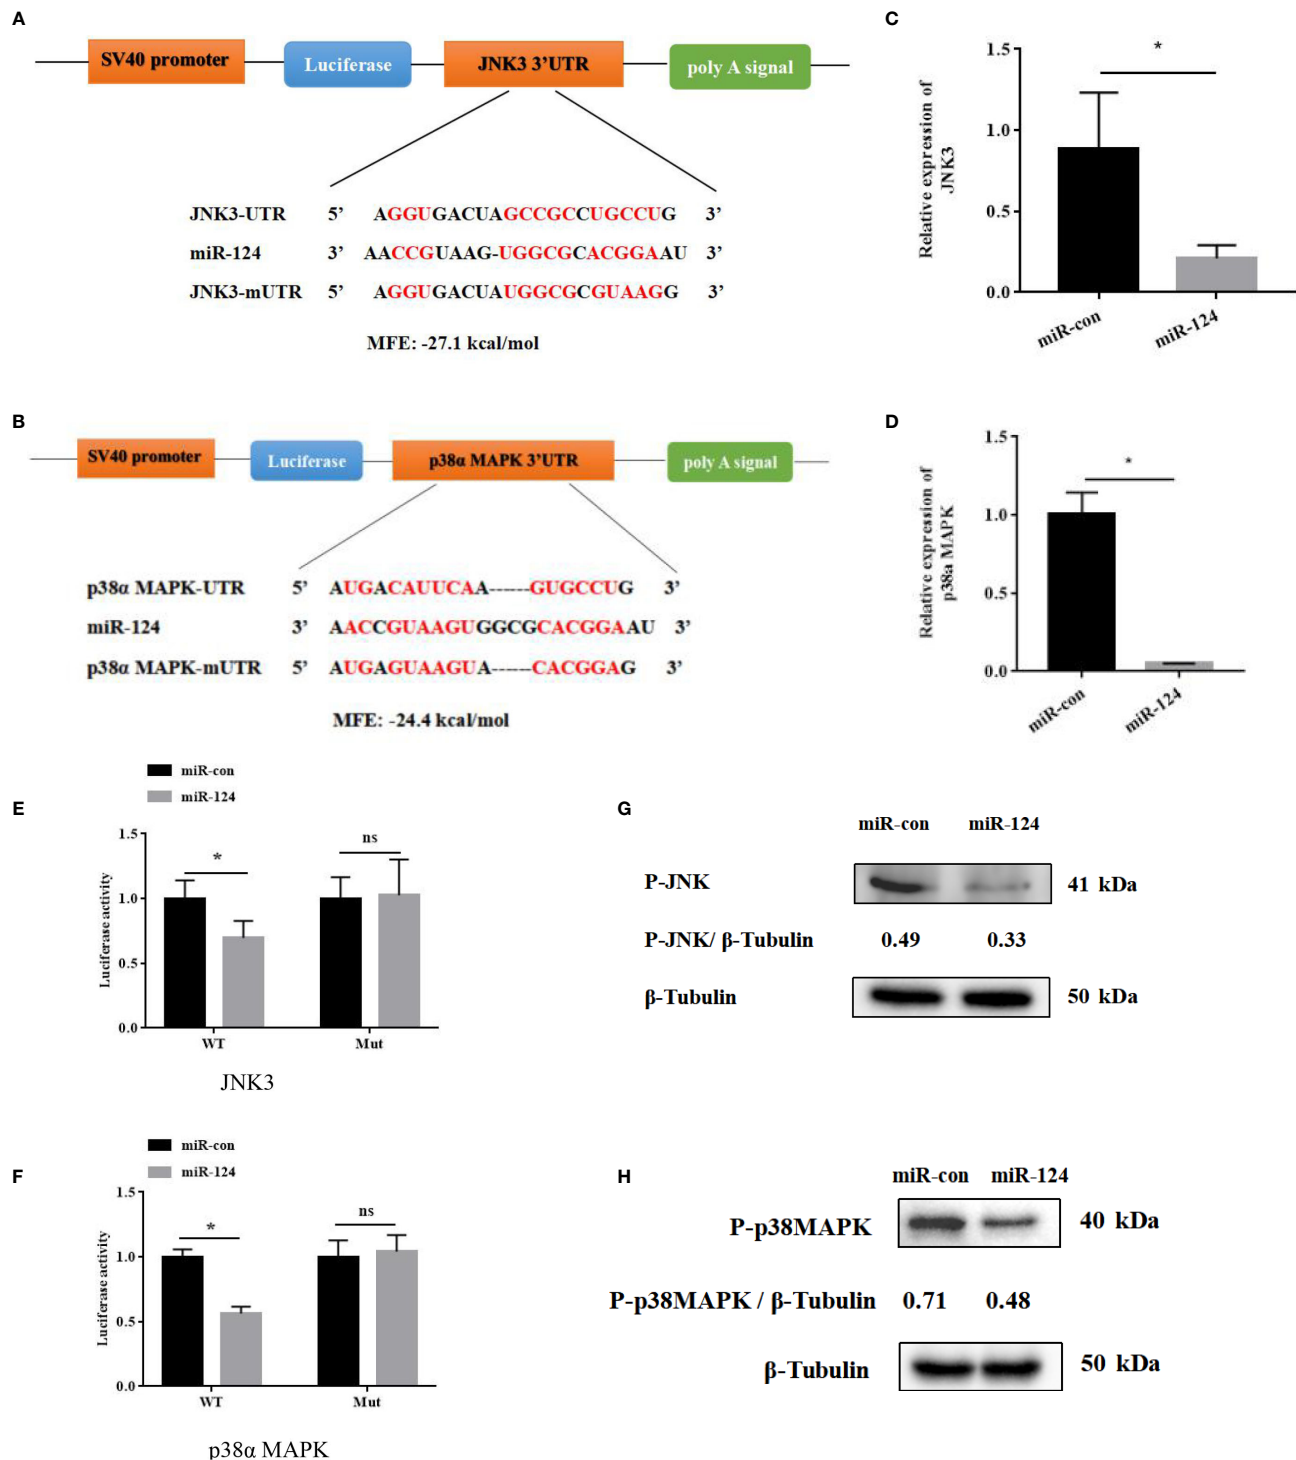 A
SV40 promoter
Luciferase
JNK3 3’UTR
poly A signal
JNK3-UTR 5’ AGGUGACUAGCCGCCUGCCUG 3’
miR-124 3’ AACCGUAAG-UGGCGCACGGAAU 3’
JNK3-mUTR 5’ AGGUGACUAUGGCGCGUAAGG 3’
MFE: -27.1 kcal/mol
C
1.5
1.0
0.5
0.0
Relative expression of
JNK3
*
miR-con
miR-124
B
SV40 promoter
Luciferase
p38α MAPK 3’UTR
poly A signal
p38α MAPK-UTR 5’ AUGACAUUCAA------GUGCCUG 3’
miR-124 3’ AACCGUAAGUGGCGCACGGAAU 3’
p38α MAPK-mUTR 5’ AUGAGUAAGUA------CACGGAG 3’
MFE: -24.4 kcal/mol
D
1.5
1.0
0.5
0.0
Relative expression of
p38a MAPK
*
miR-con
miR-124
E
miR-con
miR-124
1.5
1.0
0.5
0.0
Luciferase activity
*
ns
WT
Mut
JNK3
G
miR-con miR-124
P-JNK 41 kDa
P-JNK/ β-Tubulin 0.49 0.33
β-Tubulin 50 kDa
F
miR-con
miR-124
1.5
1.0
0.5
0.0
Luciferase activity
*
ns
WT
Mut
p38α MAPK
H
miR-con miR-124
P-p38MAPK 40 kDa
P-p38MAPK / β-Tubulin 0.71 0.48
β-Tubulin 50 kDa